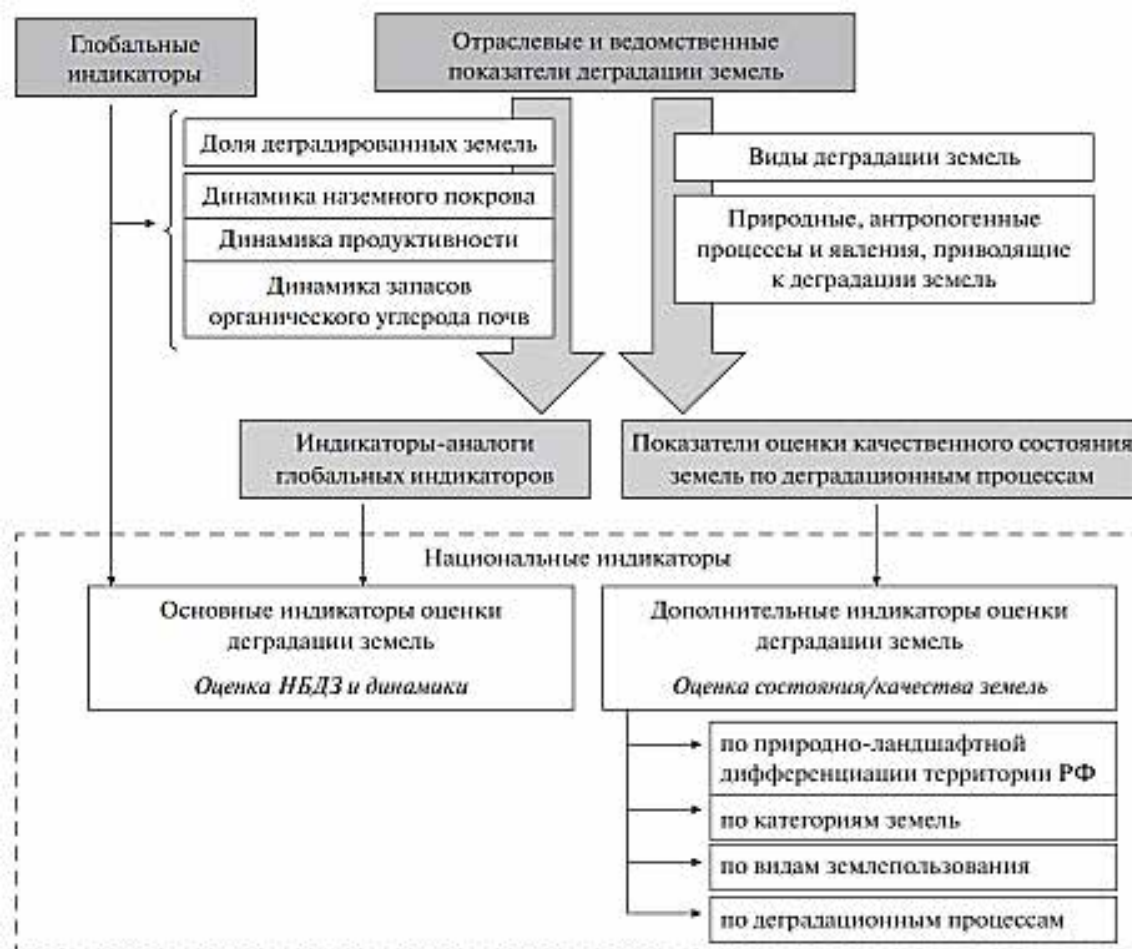 Глобальные
индикаторы
Отраслевые и ведомственные
показатели деградации земель
Доля деградированных земель
Динамика наземного покрова
Динамика продуктивности
Динамика запасов
органического углерода почв
Виды деградации земель
Природные, антропогенные
процессы и явления, приводящие
к деградации земель
Индикаторы-аналоги
глобальных индикаторов
Показатели оценки качественного состояния
земель по деградационным процессам
Национальные индикаторы
Основные индикаторы оценки
деградации земель
Оценка НБДЗ и динамики
Дополнительные индикаторы оценки
деградации земель
Оценка состояния/качества земель
по природно-ландшафтной
дифференциации территории РФ
по категориям земель
по видам землепользования
по деградационным процессам